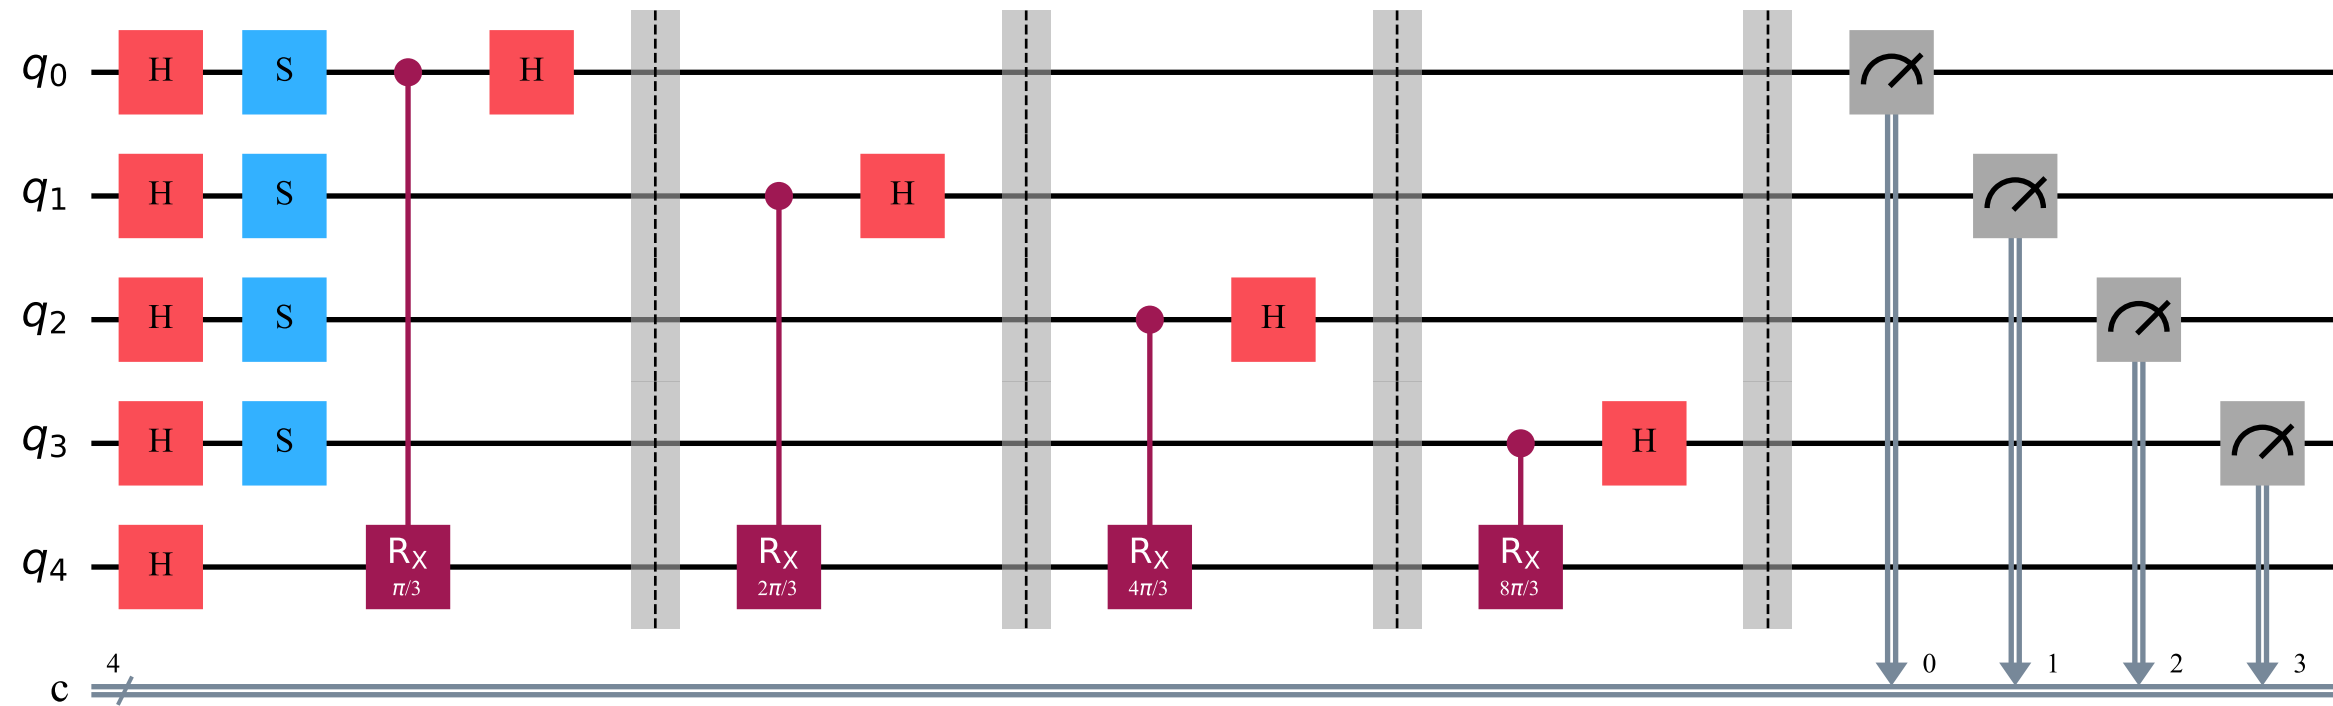 q0 H S H
q1 H S H
q2 H S H
q3 H S H
q4 H RX π/3 RX 2π/3 RX 4π/3 RX 8π/3
4 0 1 2 3
c